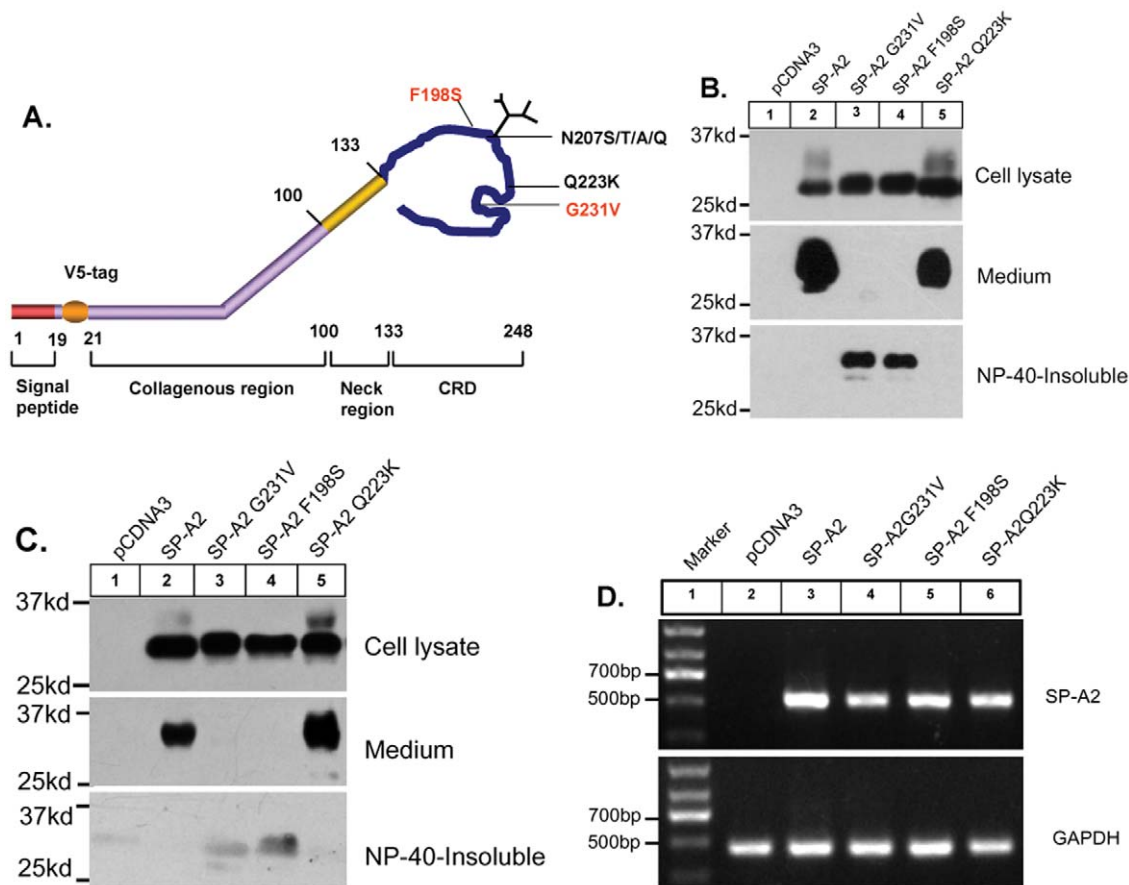 A.
F198S
N207S/T/A/Q
Q223K
G231V
133
100
V5-tag
1 19 21 100 133 248
Signal peptide
Collagenous region
Neck region
CRD
B.
pCDNA3
SP-A2
SP-A2 G231V
SP-A2 F198S
SP-A2 Q223K
1 2 3 4 5
37kd
25kd
Cell lysate
37kd
25kd
Medium
37kd
25kd
NP-40-Insoluble
C.
pCDNA3
SP-A2
SP-A2 G231V
SP-A2 F198S
SP-A2 Q223K
1 2 3 4 5
37kd
25kd
Cell lysate
37kd
25kd
Medium
37kd
25kd
NP-40-Insoluble
D.
Marker
pCDNA3
SP-A2
SP-A2G231V
SP-A2 F198S
SP-A2Q223K
1 2 3 4 5 6
700bp
500bp
SP-A2
700bp
500bp
GAPDH